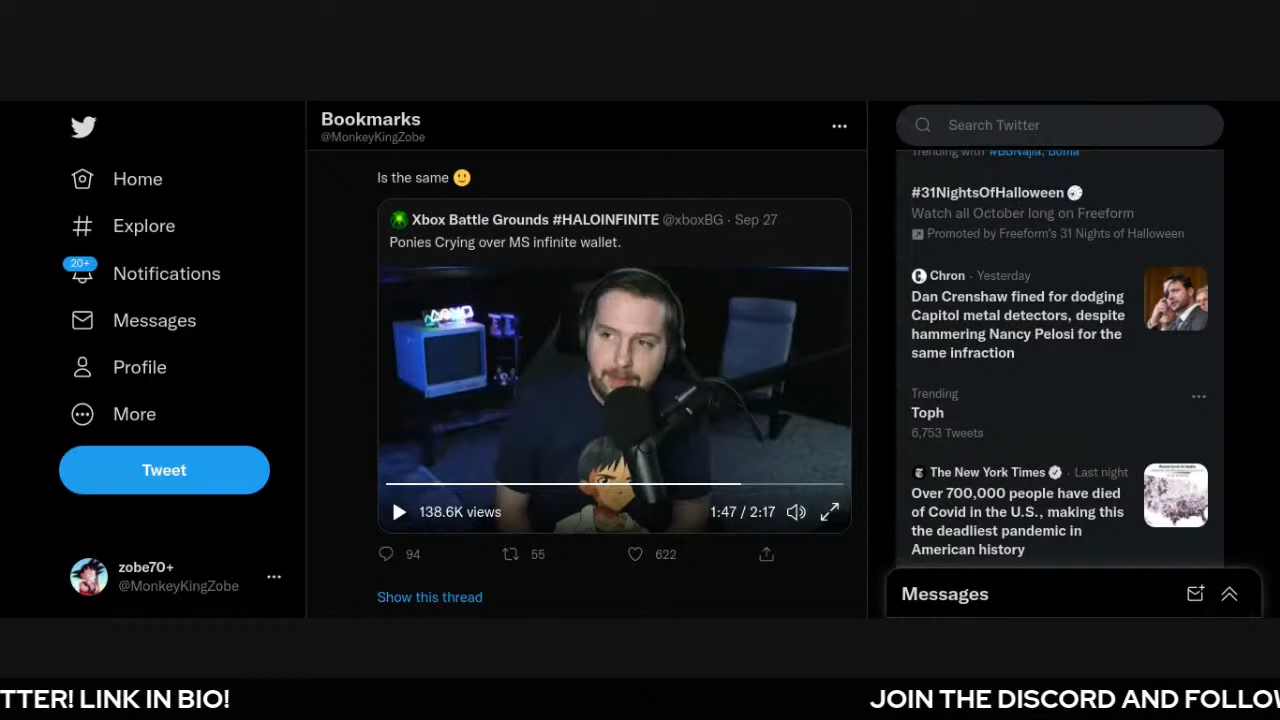 Home
Explore
20+
Notifications
Messages
Profile
More
Tweet
zobe70+
@MonkeyKingZobe
Bookmarks
@MonkeyKingZobe
Is the same 🙂
Xbox Battle Grounds #HALOINFINITE @xboxBG · Sep 27
Ponies Crying over MS infinite wallet.
138.6K views
1:47 / 2:17
94
55
622
Show this thread
Search Twitter
Trending with #BBNaija, Boma
#31NightsOfHalloween
Watch all October long on Freeform
Promoted by Freeform's 31 Nights of Halloween
Chron · Yesterday
Dan Crenshaw fined for dodging
Capitol metal detectors, despite
hammering Nancy Pelosi for the
same infraction
Trending
Toph
6,753 Tweets
The New York Times · Last night
Over 700,000 people have died
of Covid in the U.S., making this
the deadliest pandemic in
American history
Messages
TTER! LINK IN BIO!
JOIN THE DISCORD AND FOLLOW